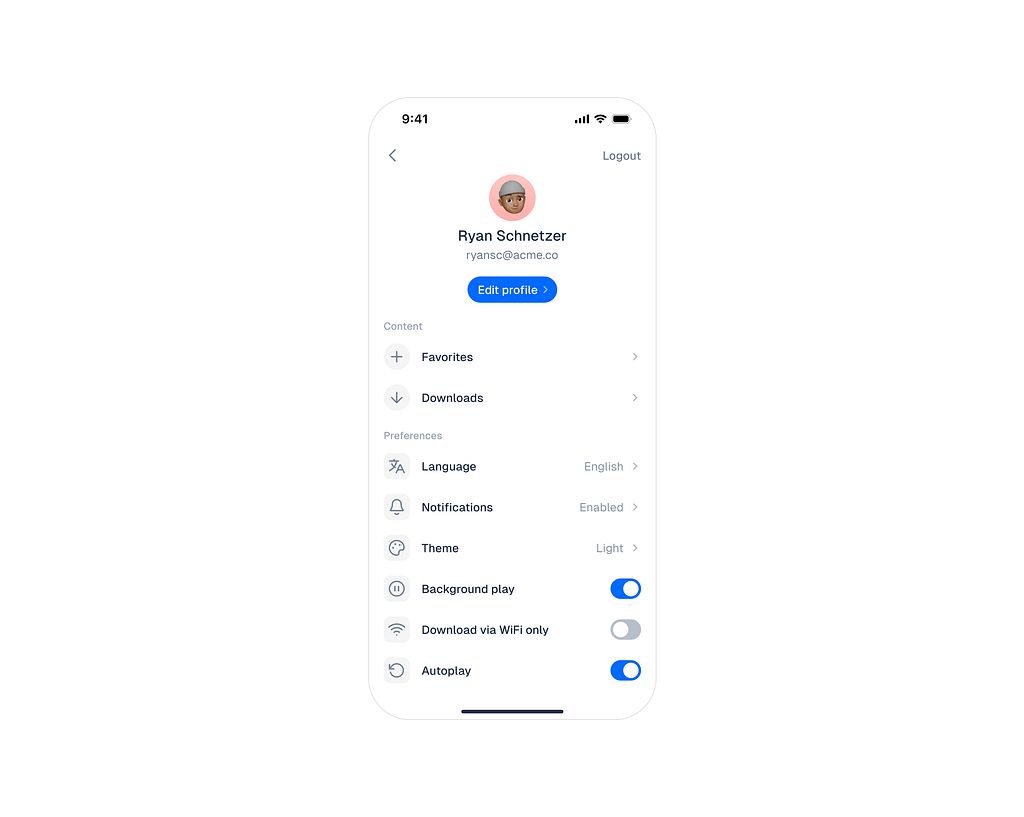 9:41
Logout
Ryan Schnetzer
ryansc@acme.co
Edit profile
Content
Favorites
Downloads
Preferences
Language English
Notifications Enabled
Theme Light
Background play
Download via WiFi only
Autoplay